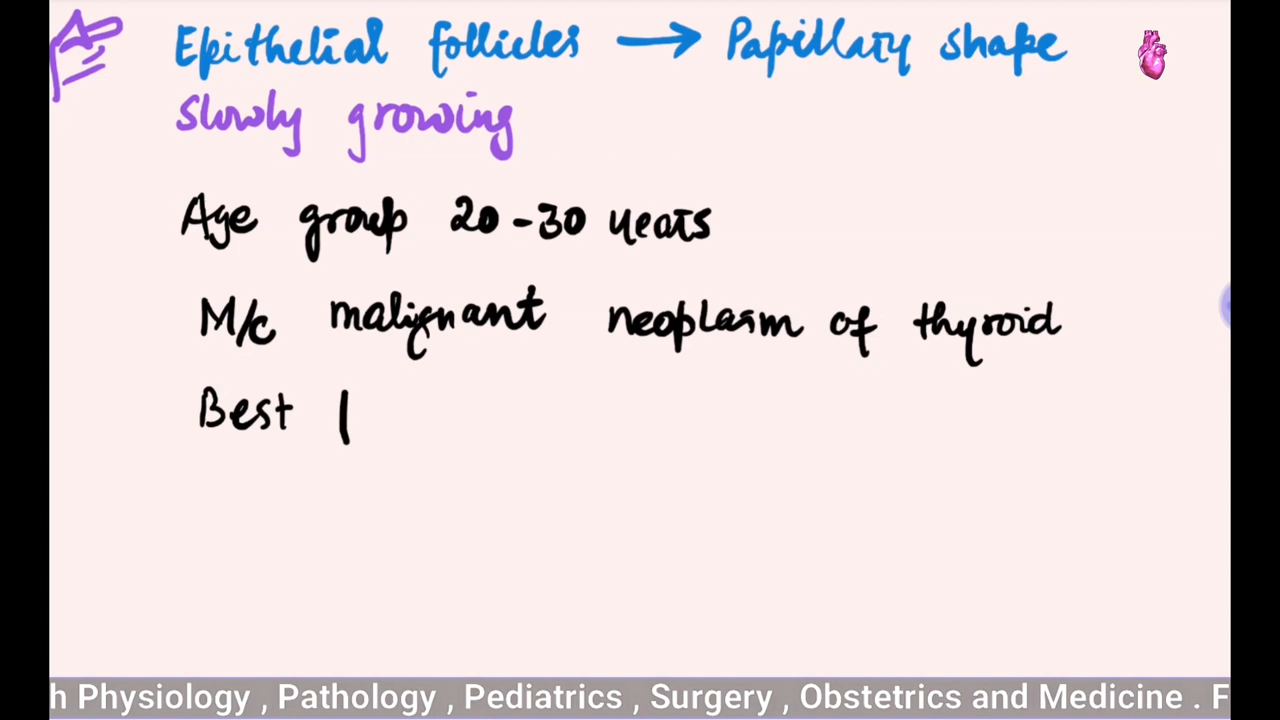 Epithelial follicles → Papillary shape
slowly growing
Age group 20-30 years
M/c malignant neoplasm of thyroid
Best
h Physiology , Pathology , Pediatrics , Surgery , Obstetrics and Medicine . F